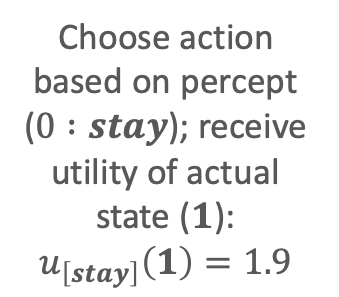 Choose action
based on percept
(0 : stay); receive
utility of actual
state (1):
u[stay](1) = 1.9